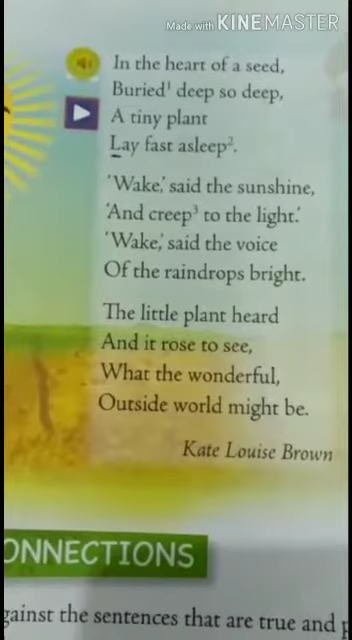 Made with KINEMASTER
In the heart of a seed,
Buried¹ deep so deep,
A tiny plant
Lay fast asleep².
'Wake,' said the sunshine,
'And creep³ to the light.'
'Wake,' said the voice
Of the raindrops bright.
The little plant heard
And it rose to see,
What the wonderful,
Outside world might be.
Kate Louise Brown
ONNECTIONS
gainst the sentences that are true and